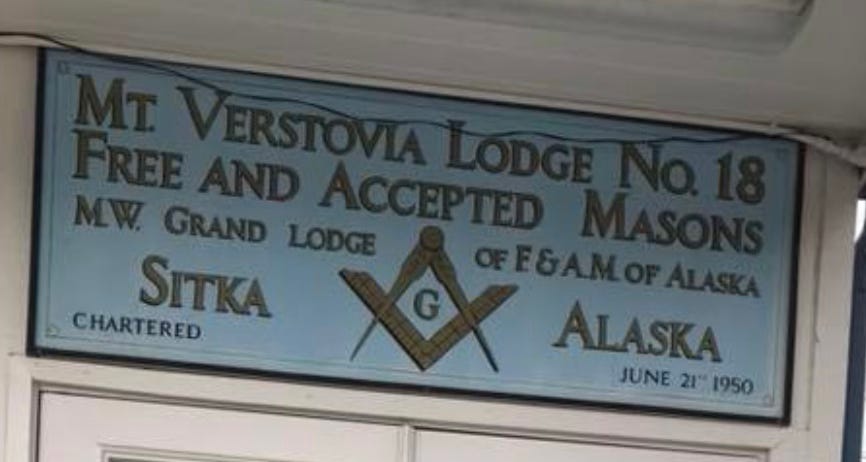 MT. VERSTOVIA LODGE NO. 18
FREE AND ACCEPTED MASONS
M.W. GRAND LODGE OF F. & A.M. OF ALASKA
G
SITKA ALASKA
CHARTERED JUNE 21ST 1950